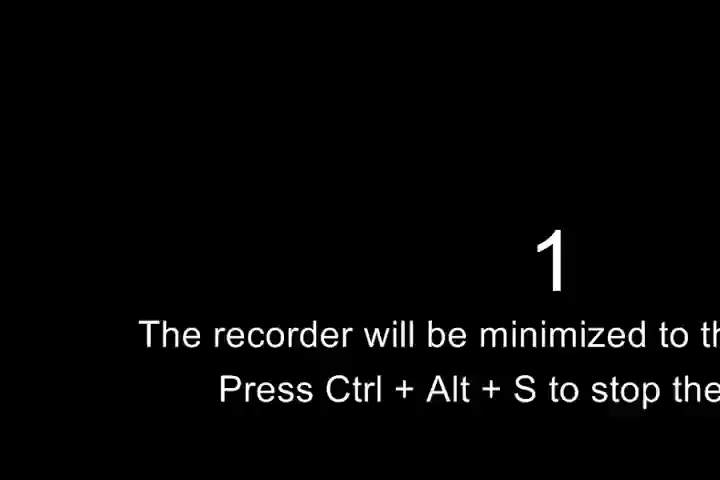 1
The recorder will be minimized to th
Press Ctrl + Alt + S to stop the